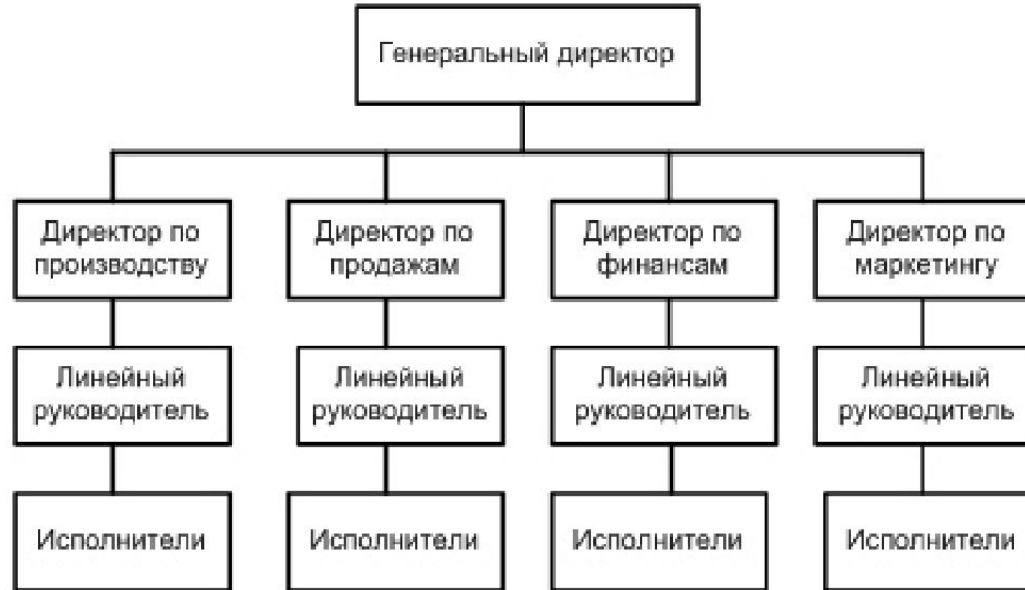 Генеральный директор
Директор по
производству
Директор по
продажам
Директор по
финансам
Директор по
маркетингу
Линейный
руководитель
Линейный
руководитель
Линейный
руководитель
Линейный
руководитель
Исполнители
Исполнители
Исполнители
Исполнители